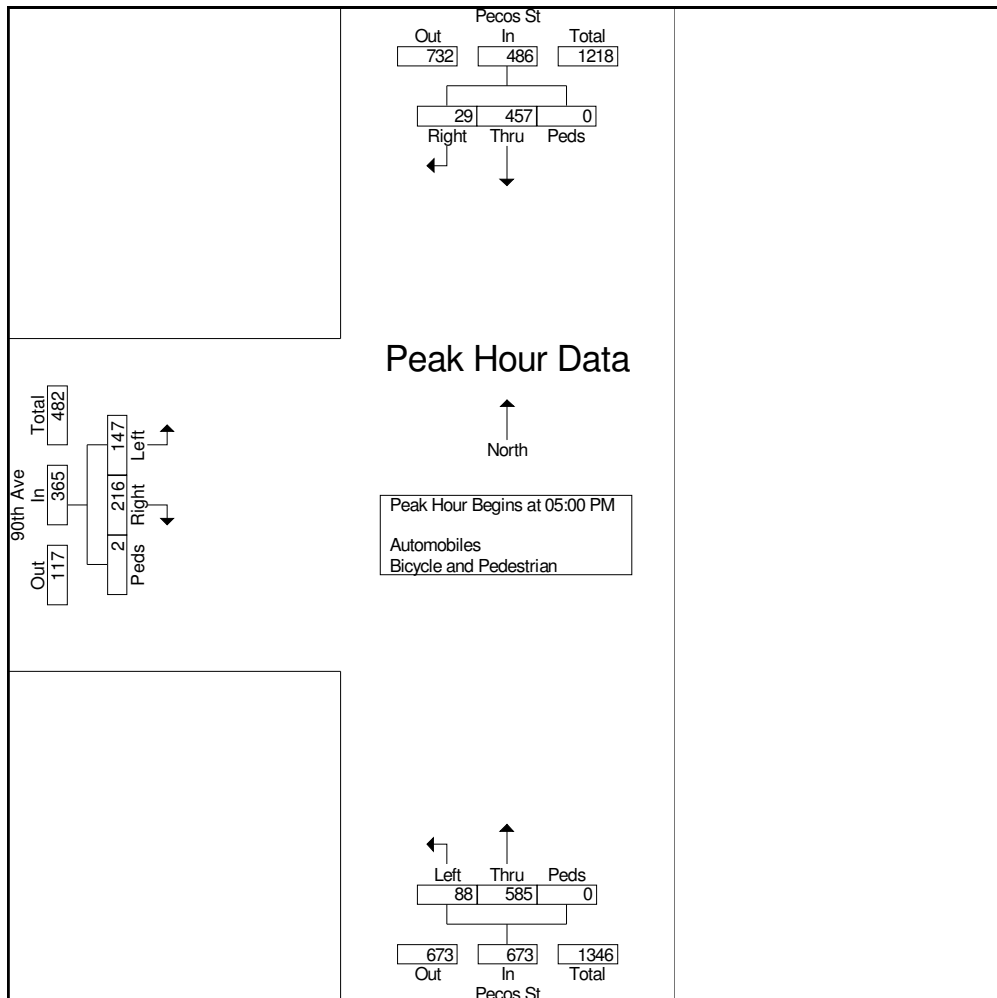 Pecos St
Out In Total
732 486 1218
29 457 0
Right Thru Peds
Peak Hour Data
North
Peak Hour Begins at 05:00 PM
Automobiles
Bicycle and Pedestrian
90th Ave
Out In Total
117 365 482
2 216 147
Peds Right Left
Left Thru Peds
88 585 0
673 673 1346
Out In Total
Pecos St